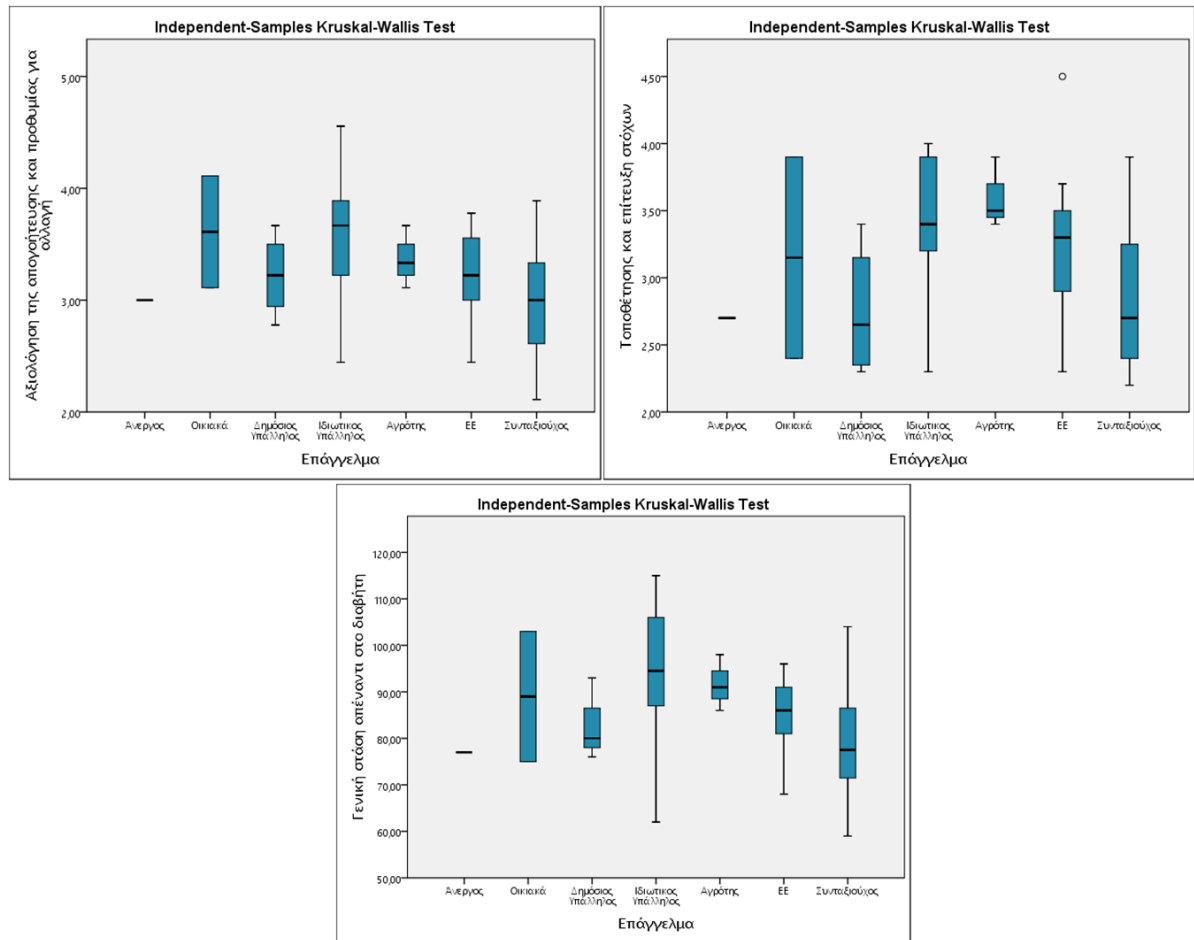 Independent-Samples Kruskal-Wallis Test
Αξιολόγηση της απογοήτευσης και προθυμίας για
αλλαγή
5,00
4,00
3,00
2,00
Άνεργος
Οικιακά
Δημόσιος
Υπάλληλος
Ιδιωτικος
Υπάλληλος
Αγρότης
ΕΕ
Συνταξιούχος
Επάγγελμα
Independent-Samples Kruskal-Wallis Test
Τοποθέτησης και επίτευξη στόχων
4,50
4,00
3,50
3,00
2,50
2,00
Άνεργος
Οικιακά
Δημόσιος
Υπάλληλος
Ιδιωτικος
Υπάλληλος
Αγρότης
ΕΕ
Συνταξιούχος
Επάγγελμα
Independent-Samples Kruskal-Wallis Test
Γενική στάση απέναντι στο διαβήτη
120,00
110,00
100,00
90,00
80,00
70,00
60,00
50,00
Άνεργος
Οικιακά
Δημόσιος
Υπάλληλος
Ιδιωτικος
Υπάλληλος
Αγρότης
ΕΕ
Συνταξιούχος
Επάγγελμα